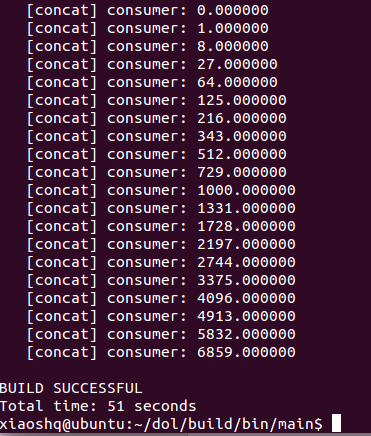 [concat] consumer: 0.000000
[concat] consumer: 1.000000
[concat] consumer: 8.000000
[concat] consumer: 27.000000
[concat] consumer: 64.000000
[concat] consumer: 125.000000
[concat] consumer: 216.000000
[concat] consumer: 343.000000
[concat] consumer: 512.000000
[concat] consumer: 729.000000
[concat] consumer: 1000.000000
[concat] consumer: 1331.000000
[concat] consumer: 1728.000000
[concat] consumer: 2197.000000
[concat] consumer: 2744.000000
[concat] consumer: 3375.000000
[concat] consumer: 4096.000000
[concat] consumer: 4913.000000
[concat] consumer: 5832.000000
[concat] consumer: 6859.000000
BUILD SUCCESSFUL
Total time: 51 seconds
xiaoshq@ubuntu:~/dol/build/bin/main$